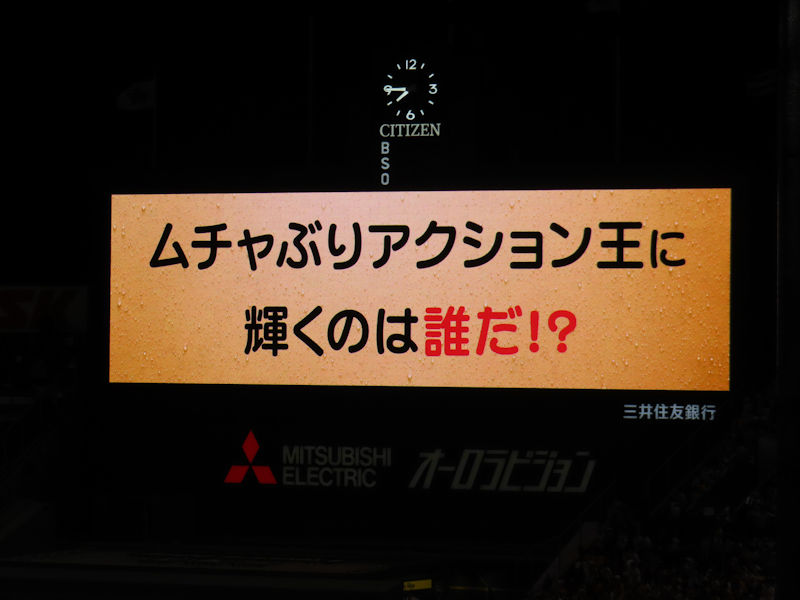 12
9 3
6
CITIZEN
B
S
O
ムチャぶりアクション王に
輝くのは誰だ!?
三井住友銀行
MITSUBISHI
ELECTRIC
オーロラビジョン
SK